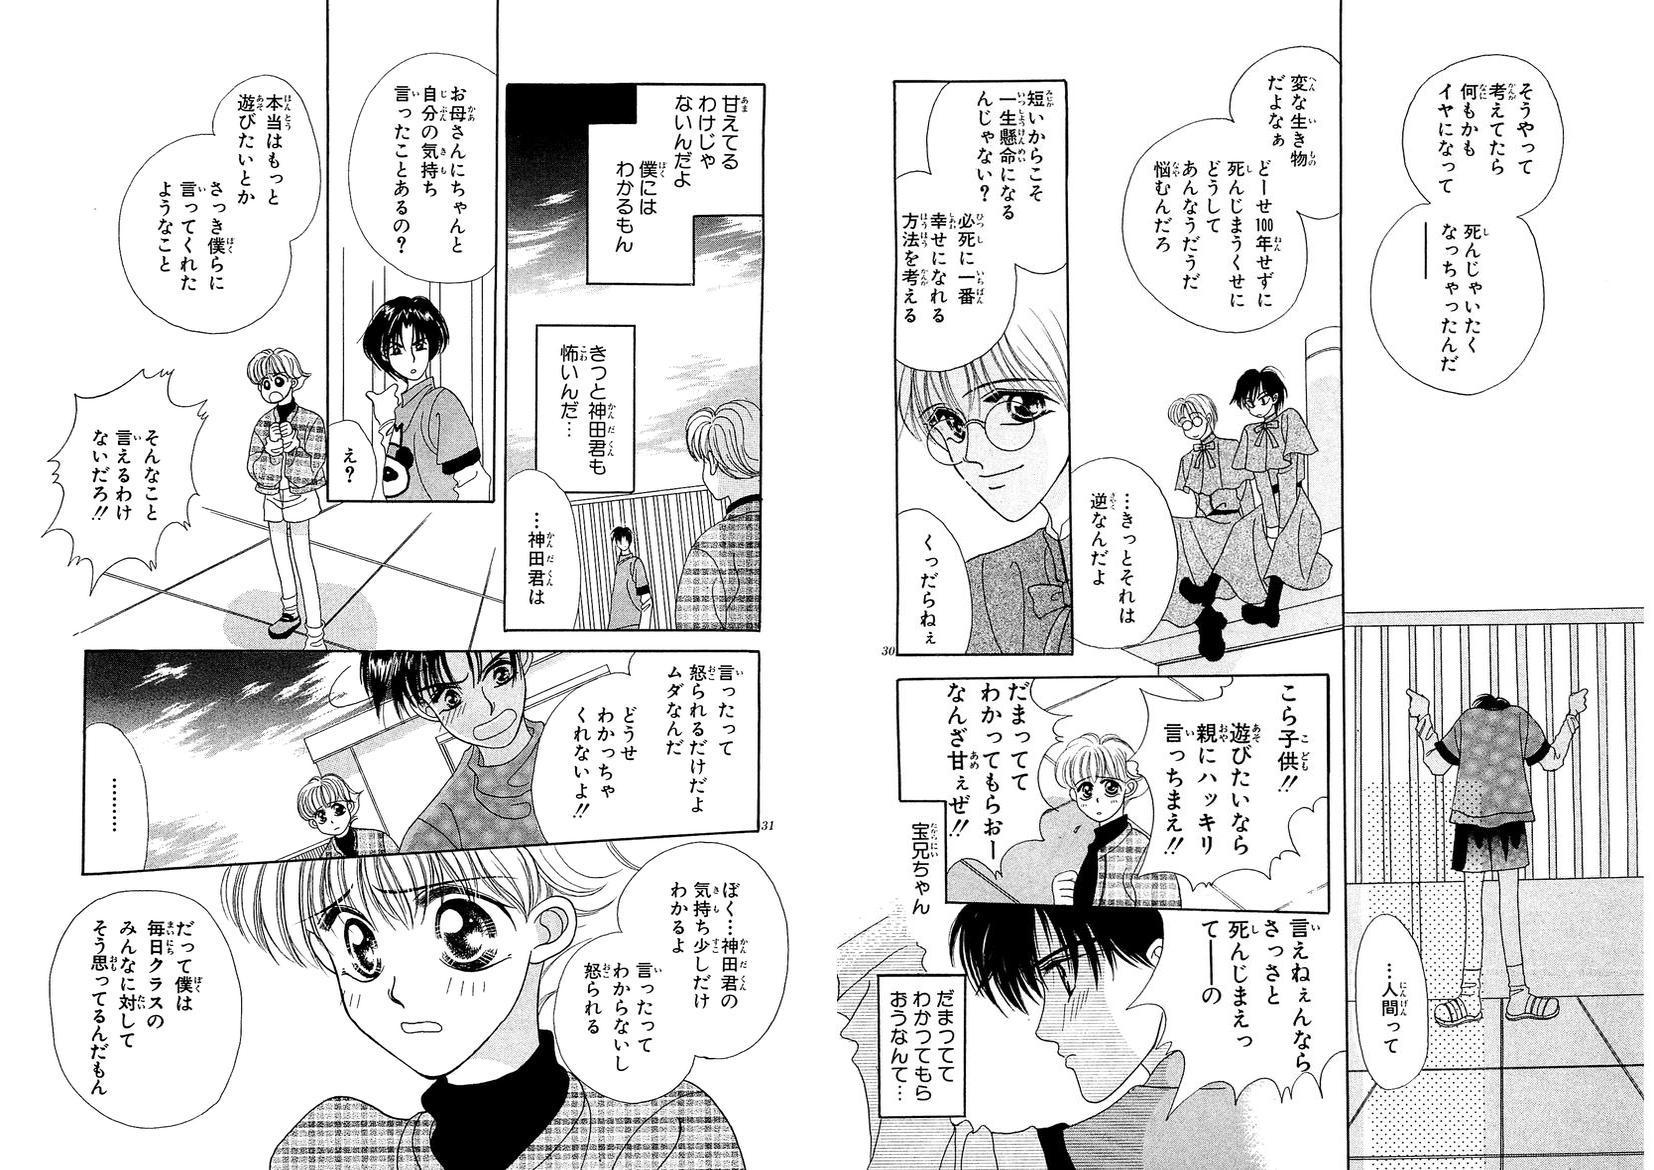 そうやって
考えてたら
何もかも
イヤになって
死んじゃいたく
なっちゃったんだ
――
…人間って
変な生き物
だよなぁ
どーせ100年せずに
死んじまうくせに
どうして
あんなうだうだ
悩むんだろ
…きっとそれは
逆なんだよ
短いからこそ
一生懸命になる
んじゃない?
必死に一番
幸せになれる
方法を考える
くっだらねぇ
30
こら子供!!
遊びたいなら
親にハッキリ
言っちまえ!!
だまってて
わかってもらおー
なんざ甘ぇぜ!!
宝兄ちゃん
言えねぇんなら
さっさと
死んじまえっ
て――の
だまってて
わかってもら
おうなんて…
甘えてる
わけじゃ
ないんだよ
僕には
わかるもん
きっと神田君も
怖いんだ…
…神田君は
お母さんにちゃんと
自分の気持ち
言ったことあるの?
え?
本当はもっと
遊びたいとか
さっき僕らに
言ってくれた
ようなこと
そんなこと
言えるわけ
ないだろ!!
言ったって
怒られるだけだよ
ムダなんだ
どうせ
わかっちゃ
くれないよ!!
………
31
ぼく…神田君の
気持ち少しだけ
わかるよ
言ったって
わからないし
怒られる
だって僕は
毎日クラスの
みんなに対して
そう思ってるんだもん